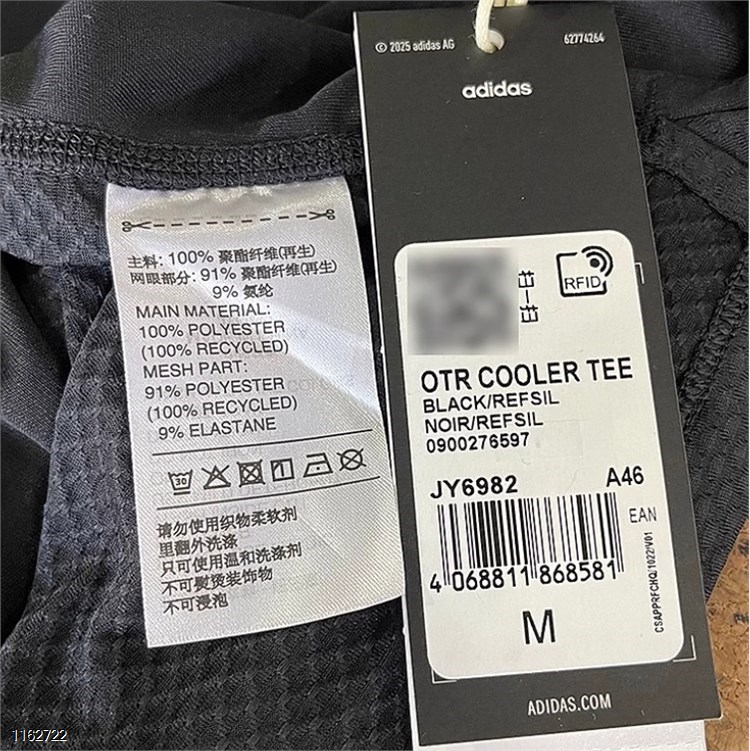 © 2025 adidas AG
62774264
adidas
主料: 100% 聚酯纤维(再生)
网眼部分: 91% 聚酯纤维(再生)
9% 氨纶
MAIN MATERIAL:
100% POLYESTER
(100% RECYCLED)
MESH PART:
91% POLYESTER
(100% RECYCLED)
9% ELASTANE
30
请勿使用织物柔软剂
里翻外洗涤
只可使用温和洗涤剂
不可熨烫装饰物
不可浸泡
RFID
OTR COOLER TEE
BLACK/REFSIL
NOIR/REFSIL
0900276597
JY6982
A46
EAN
4 068811 868581
M
CSAPPRFCHQ/1022/V01
ADIDAS.COM
1162722